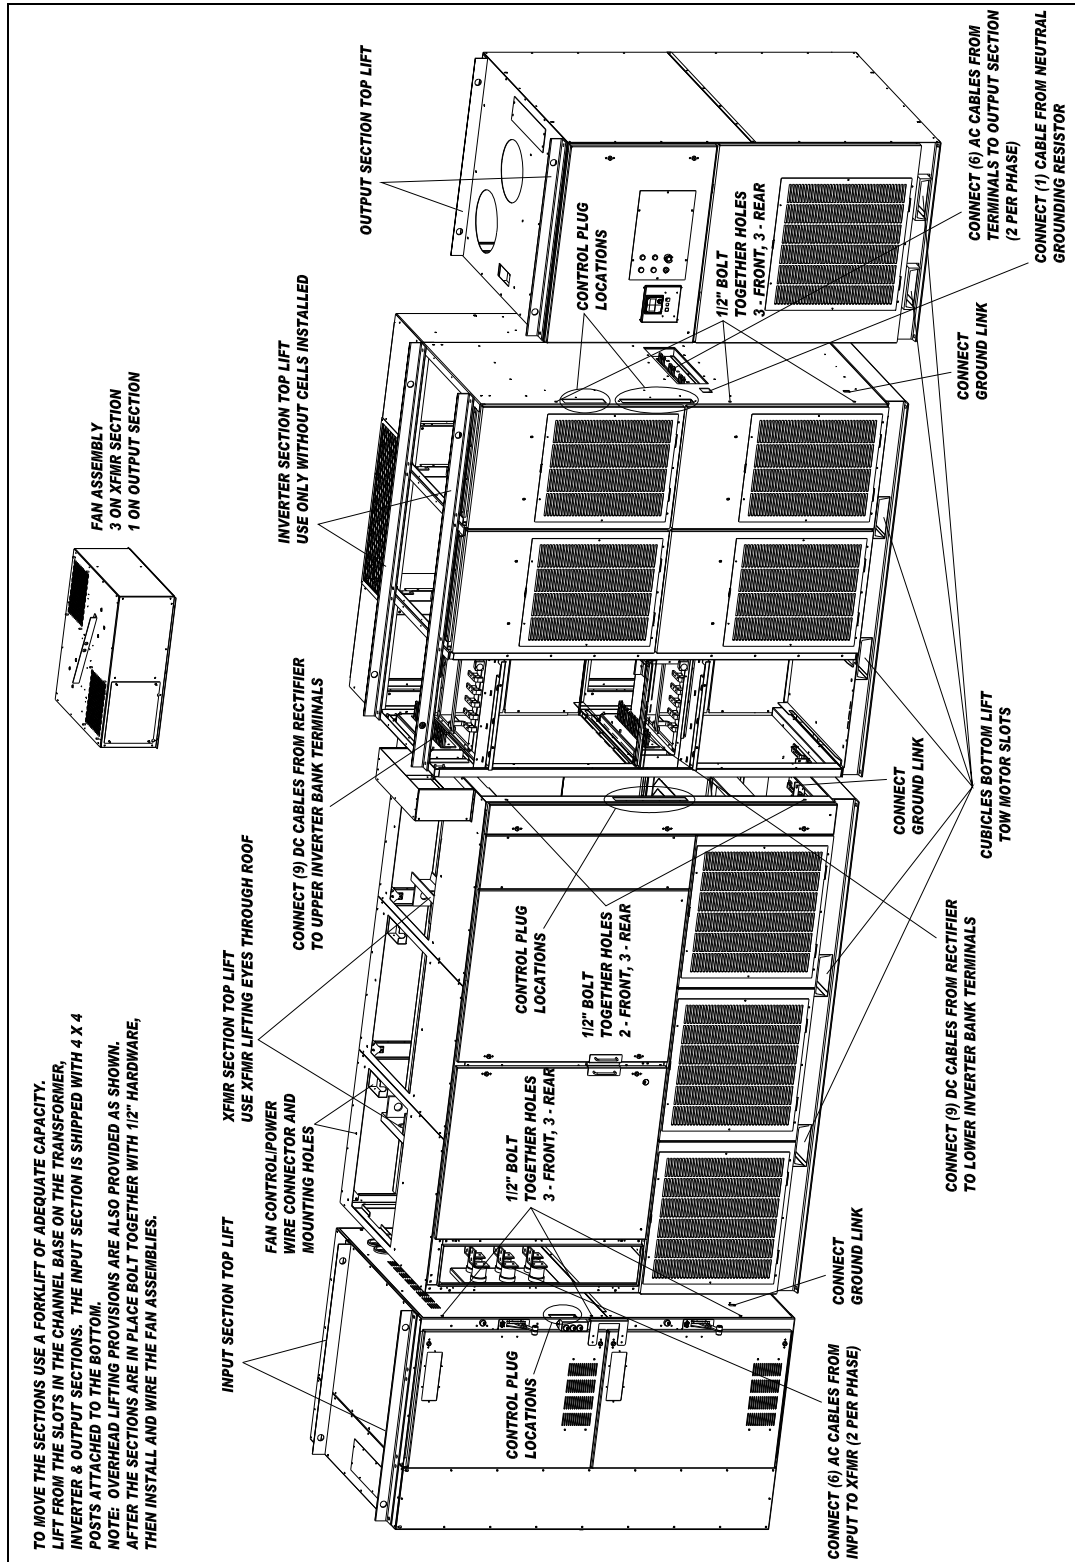 TO MOVE THE SECTIONS USE A FORKLIFT OF ADEQUATE CAPACITY.
LIFT FROM THE SLOTS IN THE CHANNEL BASE ON THE TRANSFORMER,
INVERTER & OUTPUT SECTIONS. THE INPUT SECTION IS SHIPPED WITH 4 X 4
POSTS ATTACHED TO THE BOTTOM.
NOTE: OVERHEAD LIFTING PROVISIONS ARE ALSO PROVIDED AS SHOWN.
AFTER THE SECTIONS ARE IN PLACE BOLT TOGETHER WITH 1/2" HARDWARE,
THEN INSTALL AND WIRE THE FAN ASSEMBLIES.
FAN ASSEMBLY
3 ON XFMR SECTION
1 ON OUTPUT SECTION
INPUT SECTION TOP LIFT
FAN CONTROL/POWER
WIRE CONNECTOR AND
MOUNTING HOLES
XFMR SECTION TOP LIFT
USE XFMR LIFTING EYES THROUGH ROOF
CONNECT (9) DC CABLES FROM RECTIFIER
TO UPPER INVERTER BANK TERMINALS
INVERTER SECTION TOP LIFT
USE ONLY WITHOUT CELLS INSTALLED
OUTPUT SECTION TOP LIFT
CONTROL PLUG
LOCATIONS
1/2" BOLT
TOGETHER HOLES
3 - FRONT, 3 - REAR
CONTROL PLUG
LOCATIONS
1/2" BOLT
TOGETHER HOLES
2 - FRONT, 3 - REAR
CONTROL PLUG
LOCATIONS
1/2" BOLT
TOGETHER HOLES
3 - FRONT, 3 - REAR
CONNECT (6) AC CABLES FROM
INPUT TO XFMR (2 PER PHASE)
CONNECT
GROUND LINK
CONNECT (9) DC CABLES FROM RECTIFIER
TO LOWER INVERTER BANK TERMINALS
CONNECT
GROUND LINK
CUBICLES BOTTOM LIFT
TOW MOTOR SLOTS
CONNECT
GROUND LINK
CONNECT (6) AC CABLES FROM
TERMINALS TO OUTPUT SECTION
(2 PER PHASE)
CONNECT (1) CABLE FROM NEUTRAL
GROUNDING RESISTOR